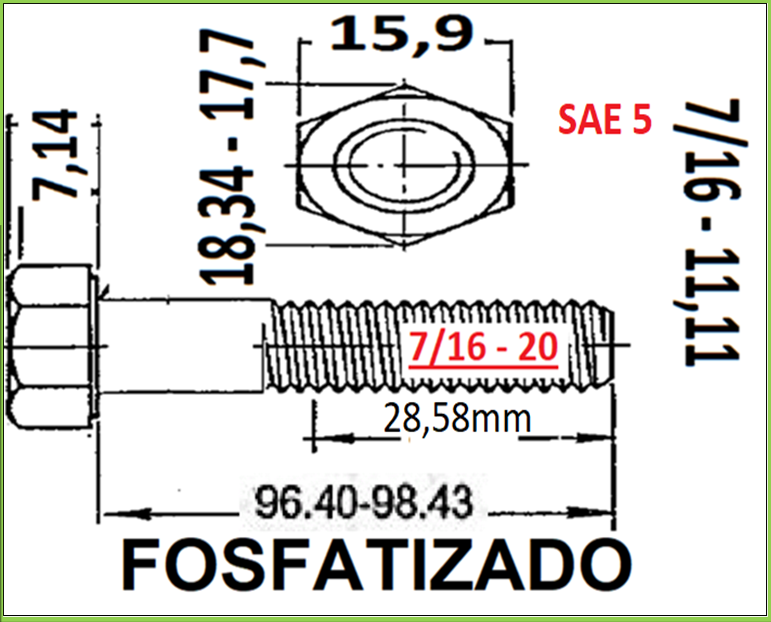 15,9
18,34 - 17,7
SAE 5
7/16 - 11,11
7,14
7/16 - 20
28,58mm
96.40-98.43
FOSFATIZADO